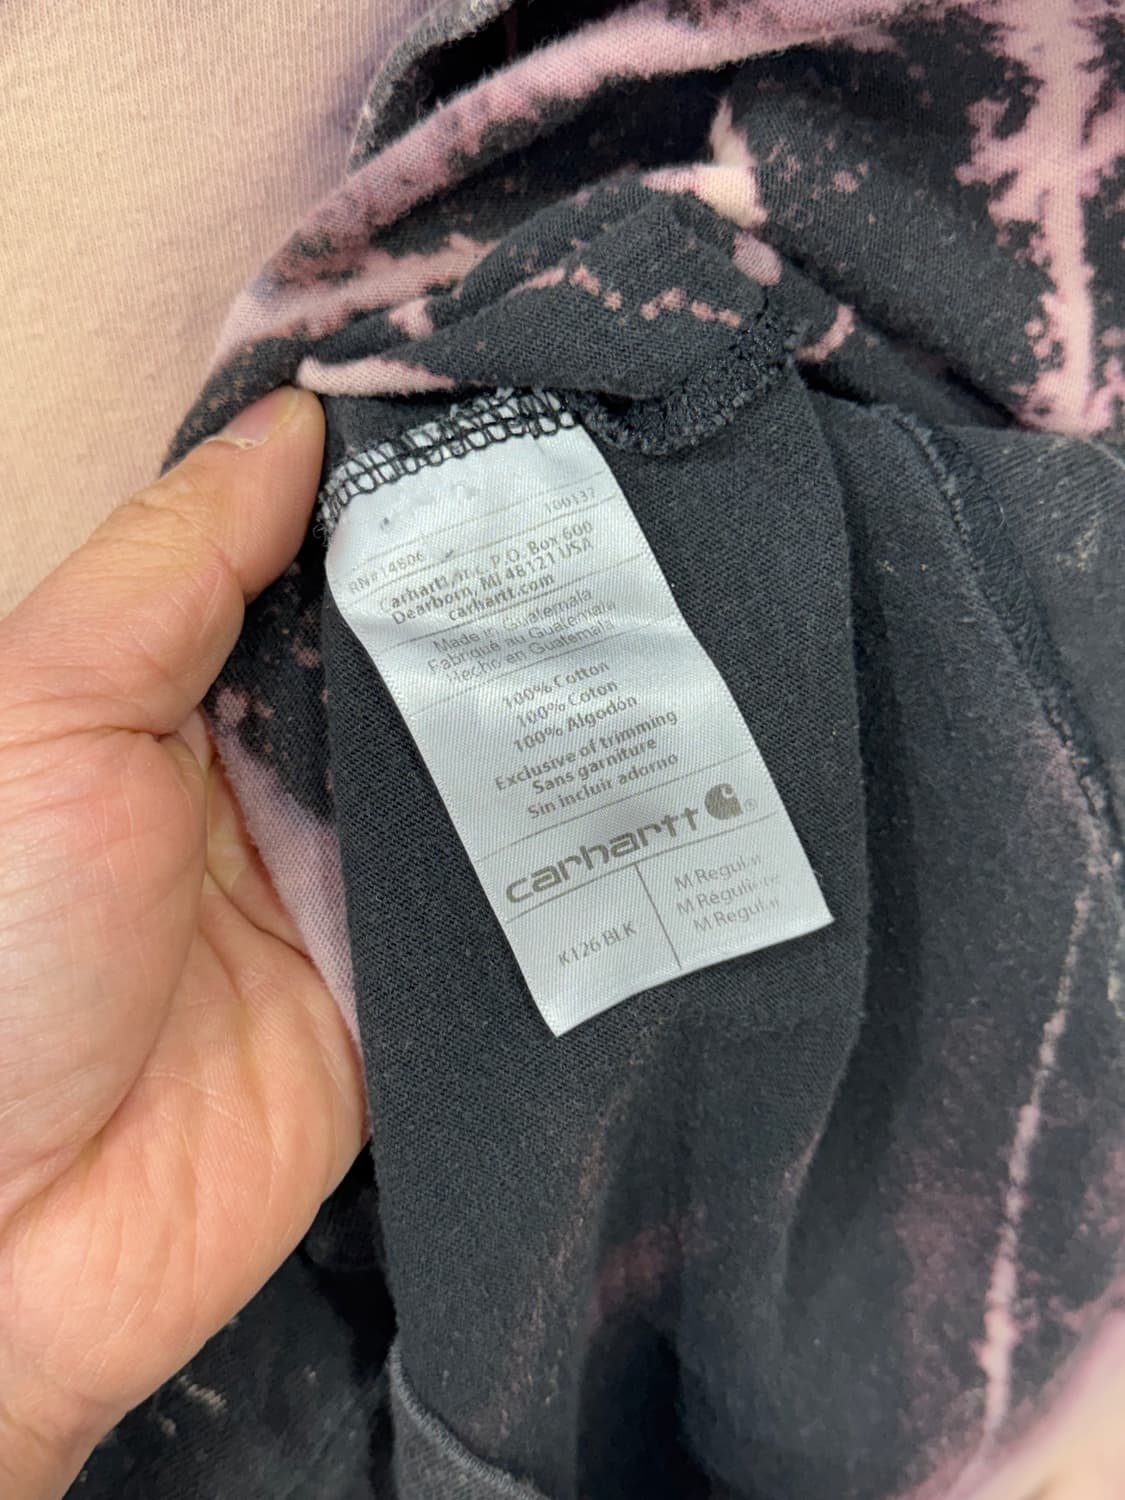 RN#14806 100137
Carhartt, Inc. P.O. Box 600
Dearborn, MI 48121 USA
carhartt.com
Made in Guatemala
Fabriqué au Guatemala
Hecho en Guatemala
100% Cotton
100% Coton
100% Algodón
Exclusive of trimming
Sans garniture
Sin incluir adorno
carhartt ®
K126 BLK
M Regular
M Régulière
M Regular